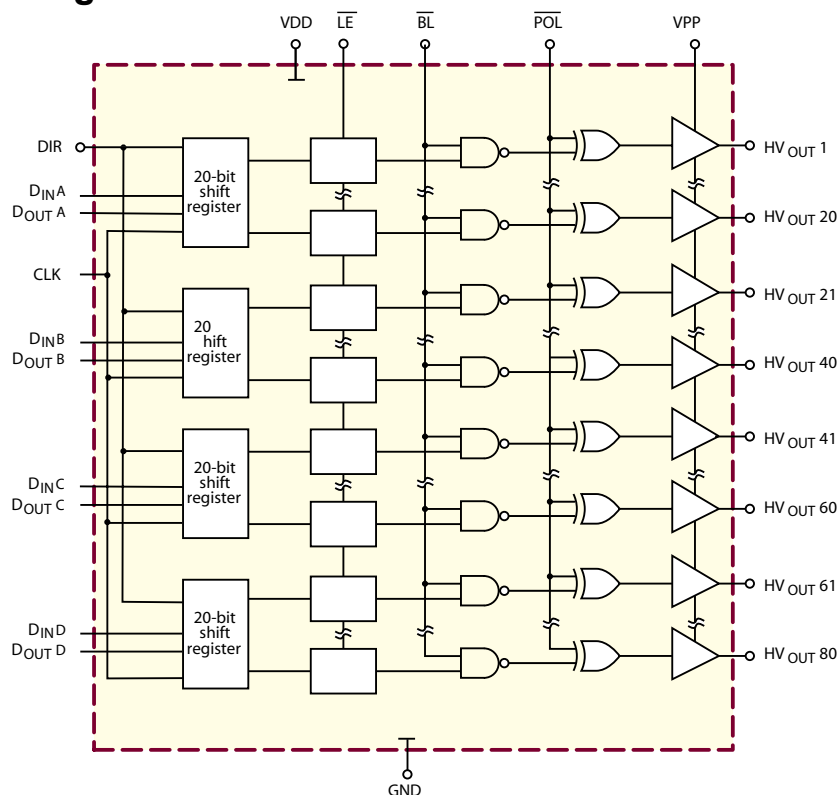 VDD LE BL POL VPP
DIR
20-bit
shift
register
HV OUT 1
DIN A
DOUT A
HV OUT 20
CLK
HV OUT 21
20
hift
register
DIN B
DOUT B
HV OUT 40
HV OUT 41
20-bit
shift
register
DIN C
DOUT C
HV OUT 60
HV OUT 61
20-bit
shift
register
DIN D
DOUT D
HV OUT 80
GND